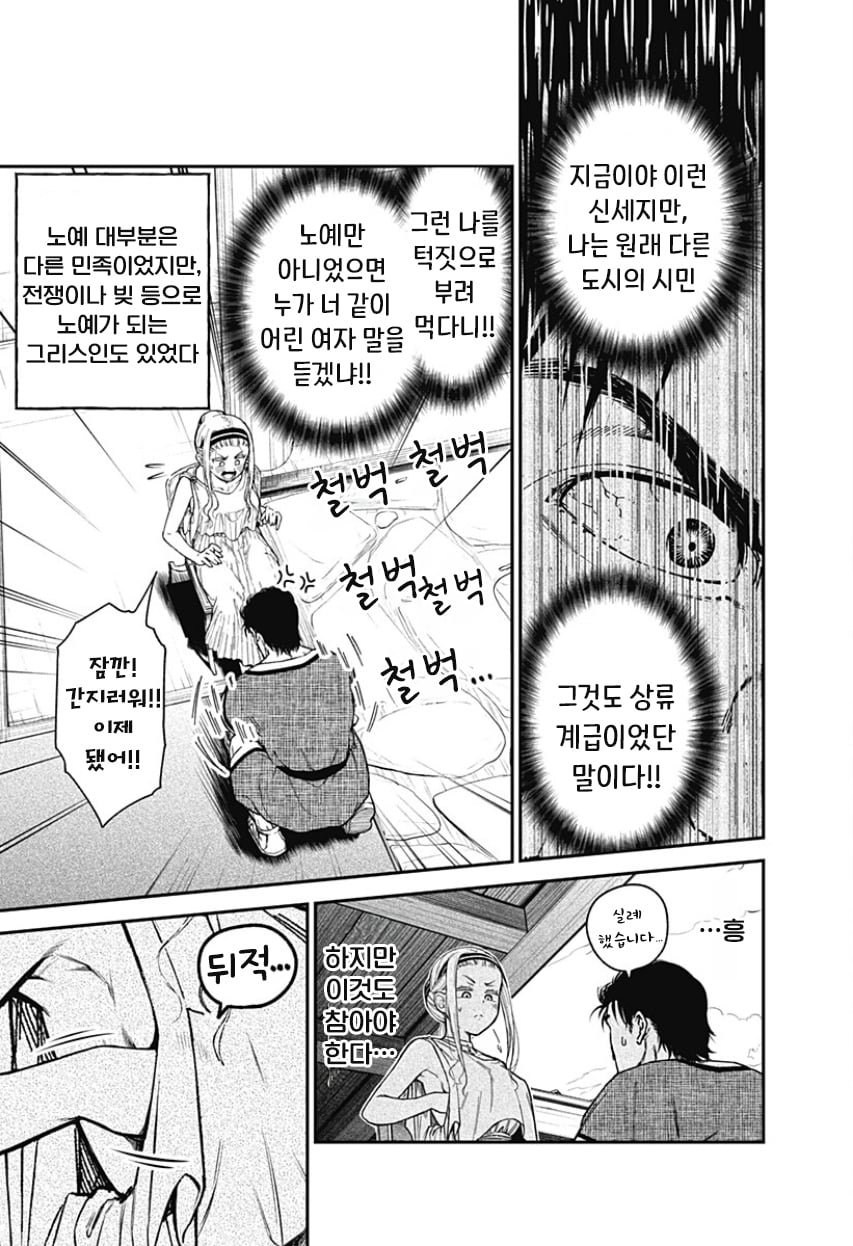 지금이야 이런
신세지만,
나는 원래 다른
도시의 시민
그것도 상류
계급이었단
말이다!!
그런 나를
턱짓으로
부려
먹다니!!
노예만
아니었으면
누가 너 같이
어린 여자 말을
듣겠냐!!
노예 대부분은
다른 민족이었지만,
전쟁이나 빚 등으로
노예가 되는
그리스인도 있었다
철벅·철벅
철벅철벅
철벅...
잠깐!
간지러워!!
이제
됐어!!
…흥
실례
했습니다...
하지만
이것도
참아야
한다…
뒤적...